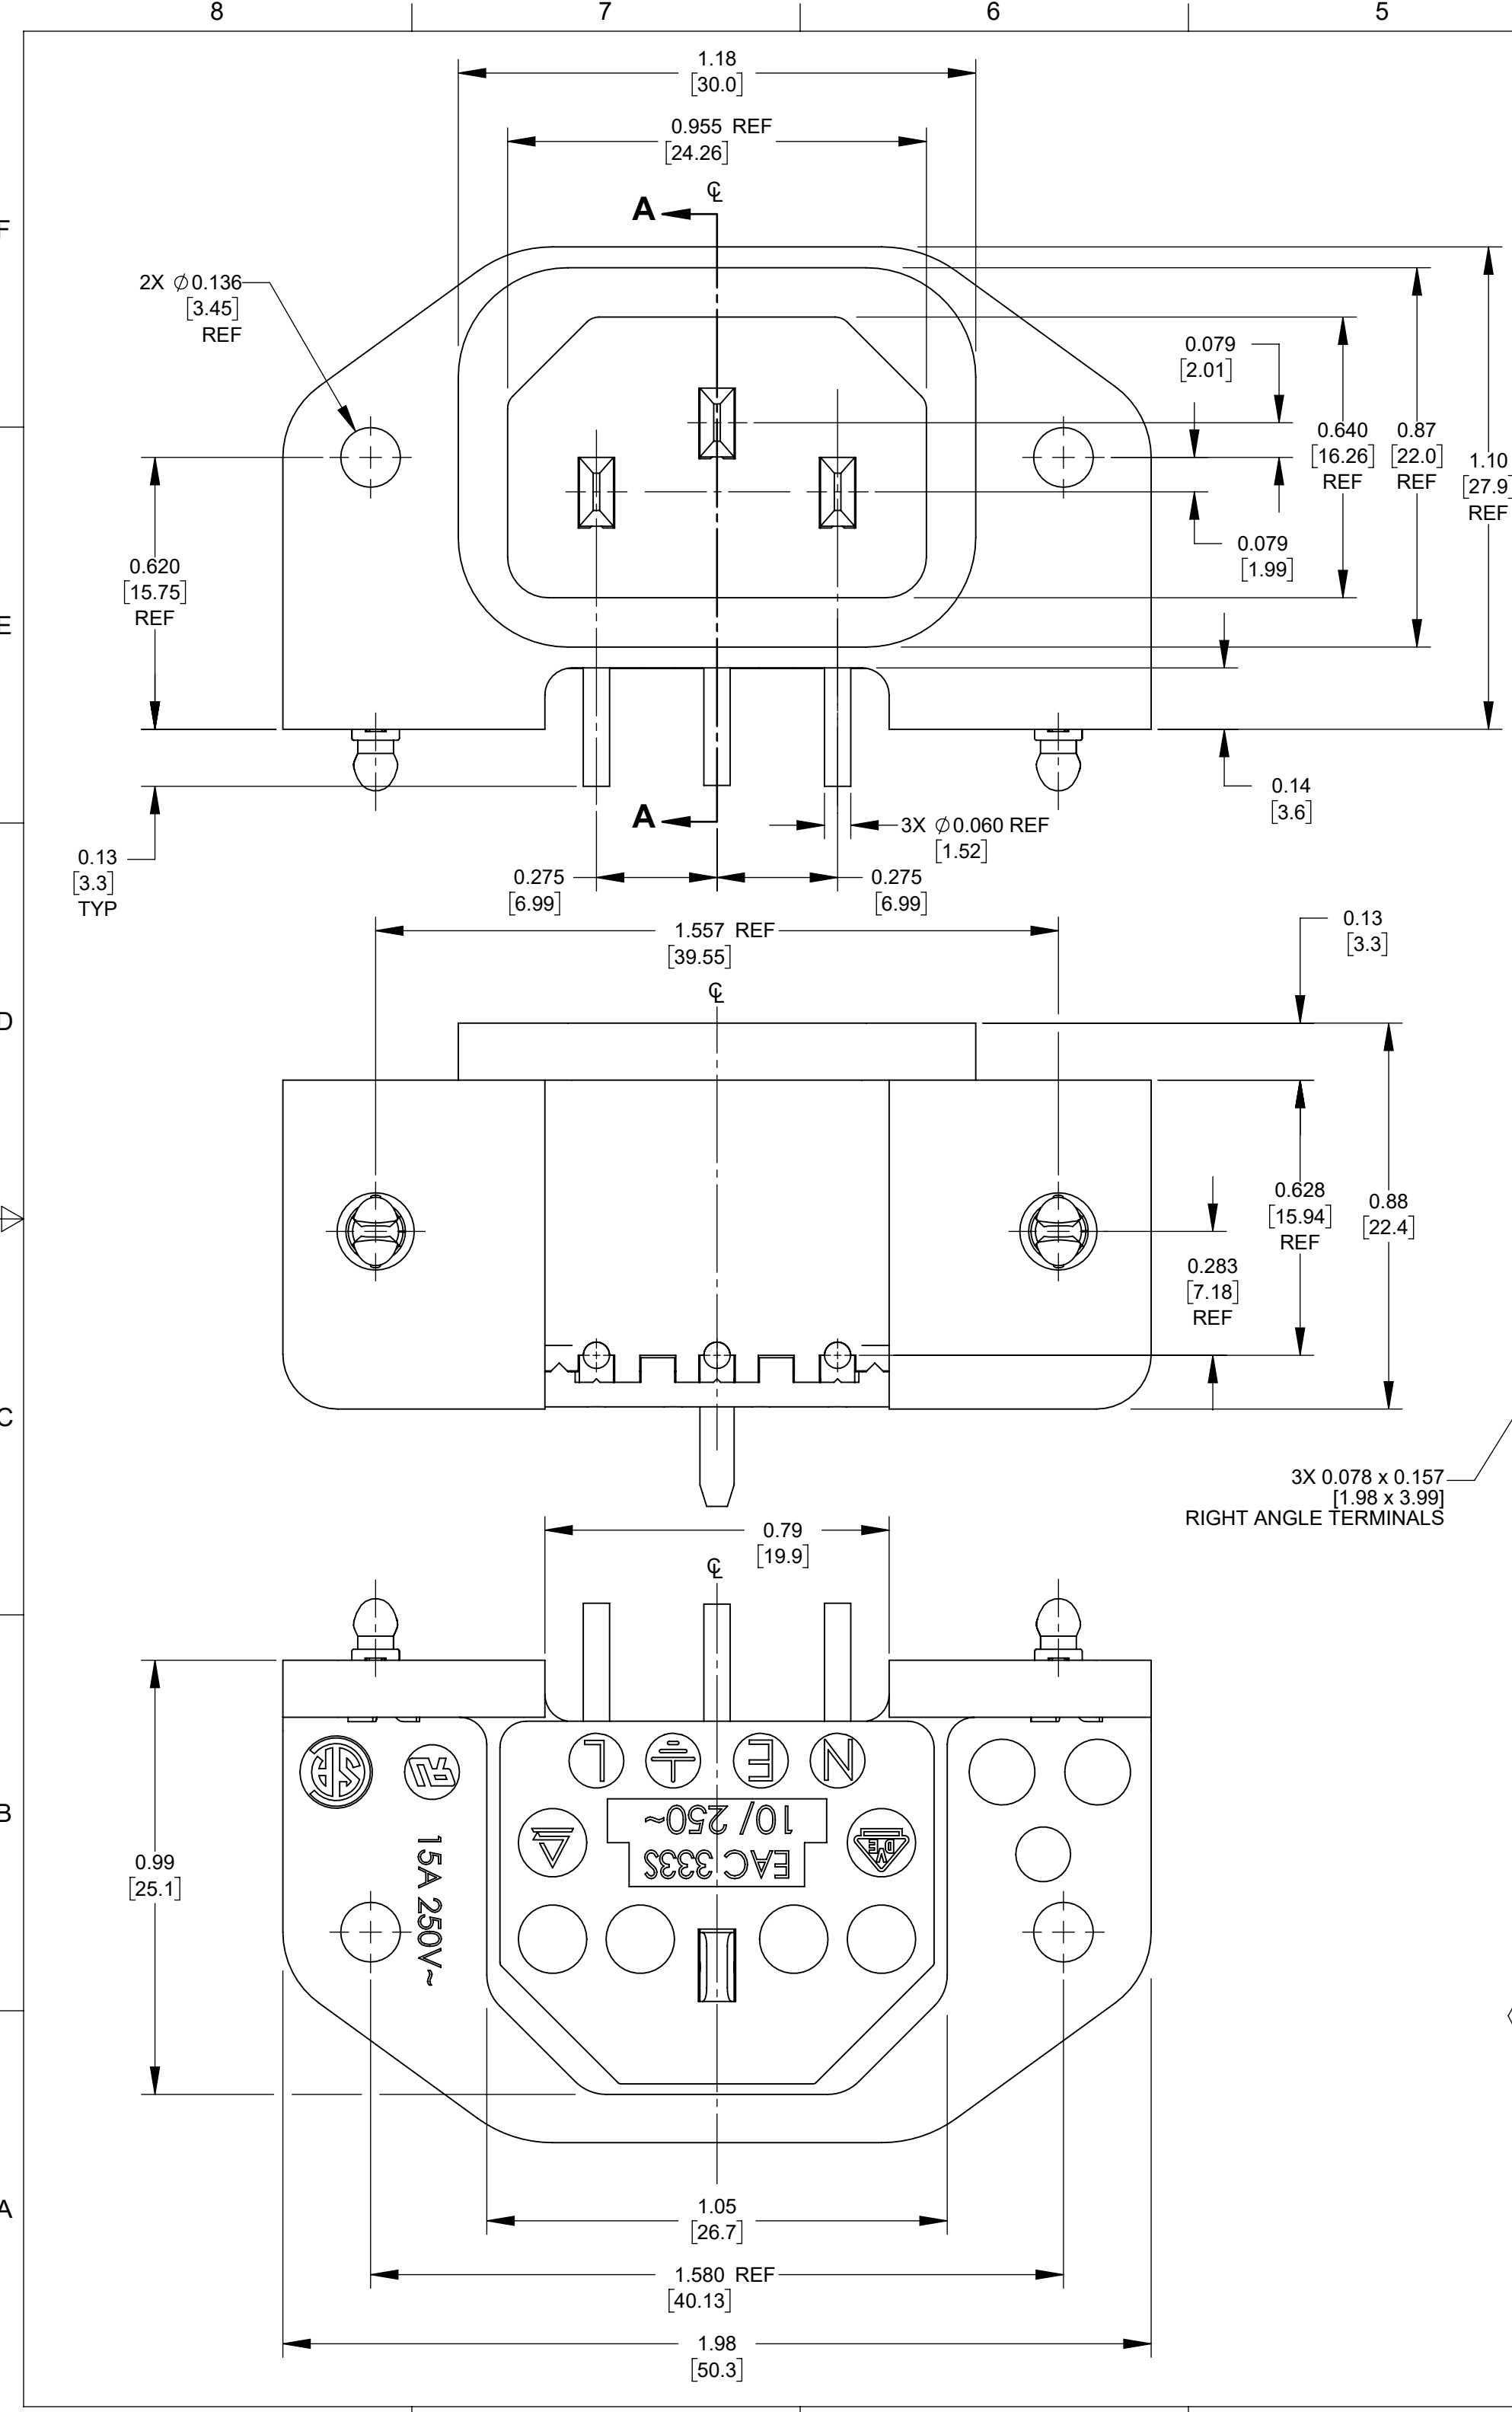 8 7 6 5
1.18
[30.0]
0.955 REF
[24.26]
℄
A
F
2X ∅0.136
[3.45]
REF
0.079
[2.01]
0.640
[16.26]
REF
0.87
[22.0]
REF
1.10
[27.9]
REF
0.620
[15.75]
REF
0.079
[1.99]
E
0.14
[3.6]
A
3X ∅0.060 REF
[1.52]
0.13
[3.3]
TYP
0.275
[6.99]
0.275
[6.99]
1.557 REF
[39.55]
0.13
[3.3]
℄
D
0.628
[15.94]
REF
0.88
[22.4]
0.283
[7.18]
REF
C
3X 0.078 x 0.157
[1.98 x 3.99]
RIGHT ANGLE TERMINALS
0.79
[19.9]
℄
L E N
10/250~
EAC 333S
15A 250V~
B
0.99
[25.1]
A
1.05
[26.7]
1.580 REF
[40.13]
1.98
[50.3]